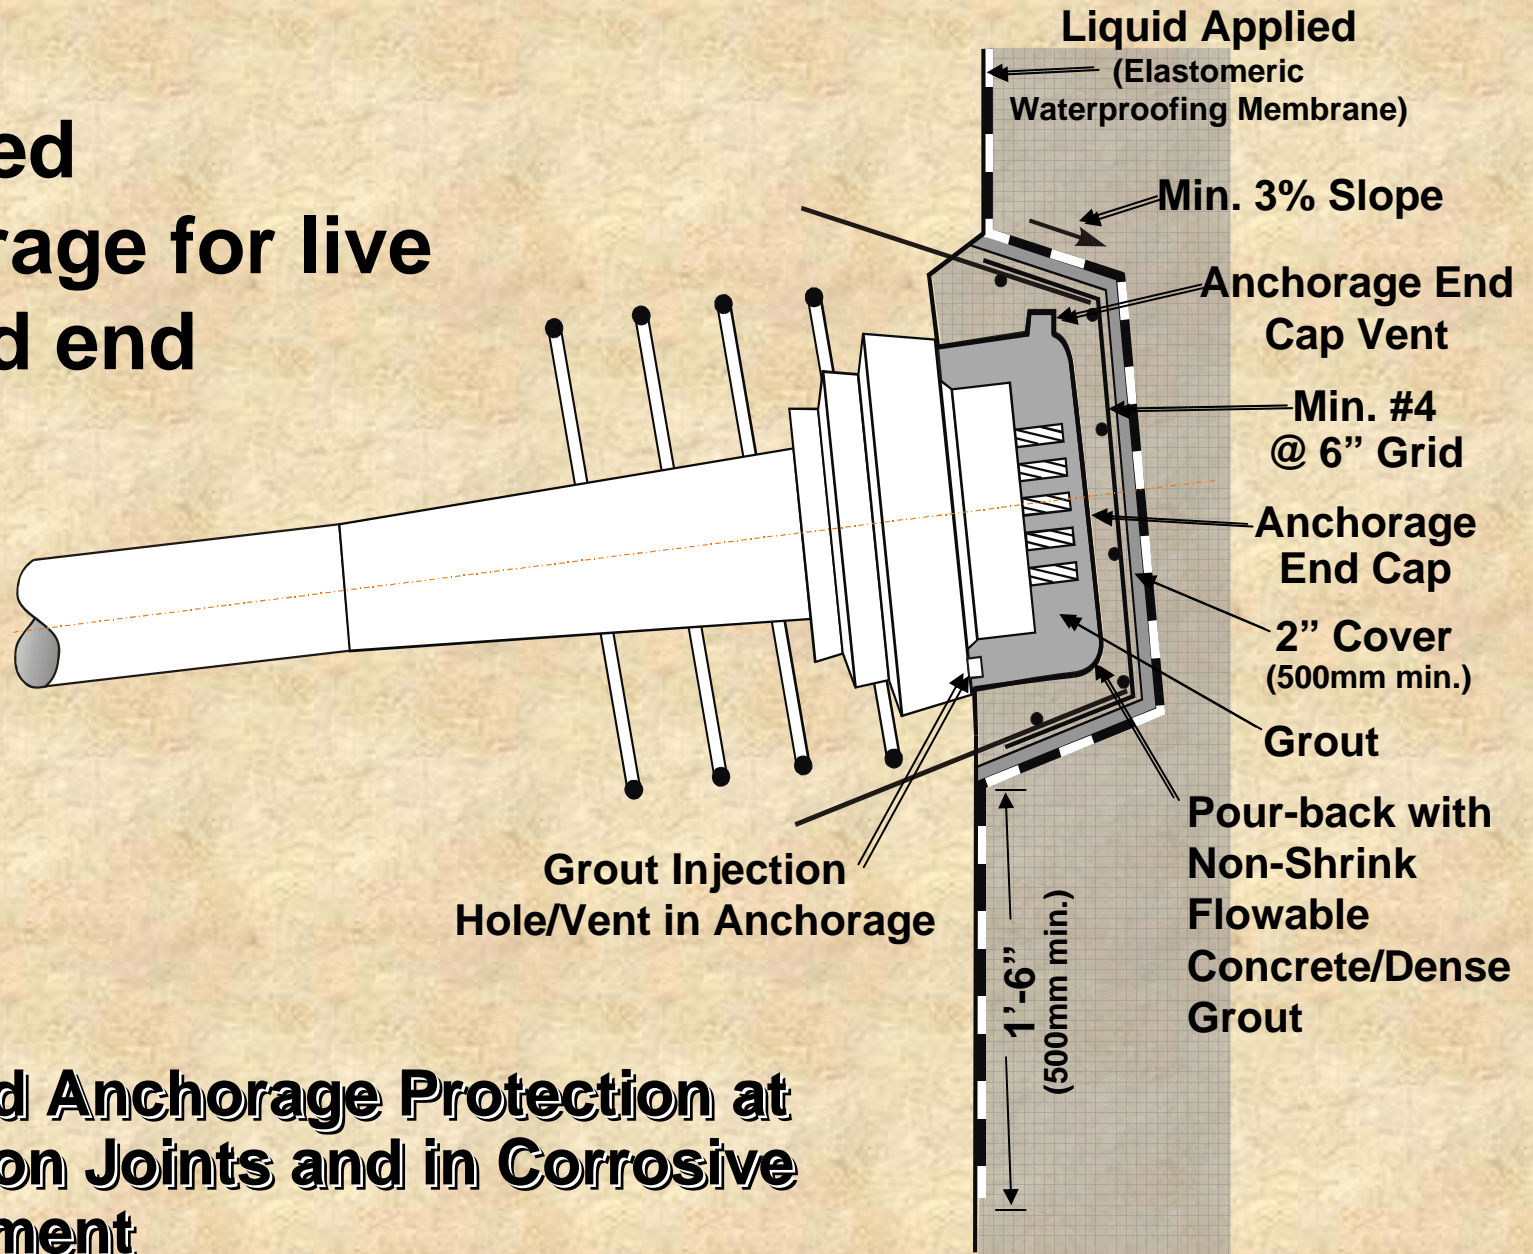 Liquid Applied
(Elastomeric
Waterproofing Membrane)
ed
rage for live
d end
Min. 3% Slope
Anchorage End
Cap Vent
Min. #4
@ 6” Grid
Anchorage
End Cap
2” Cover
(500mm min.)
Grout
Pour-back with
Non-Shrink
Flowable
Concrete/Dense
Grout
Grout Injection
Hole/Vent in Anchorage
1’-6”
(500mm min.)
d Anchorage Protection at
on Joints and in Corrosive
ment